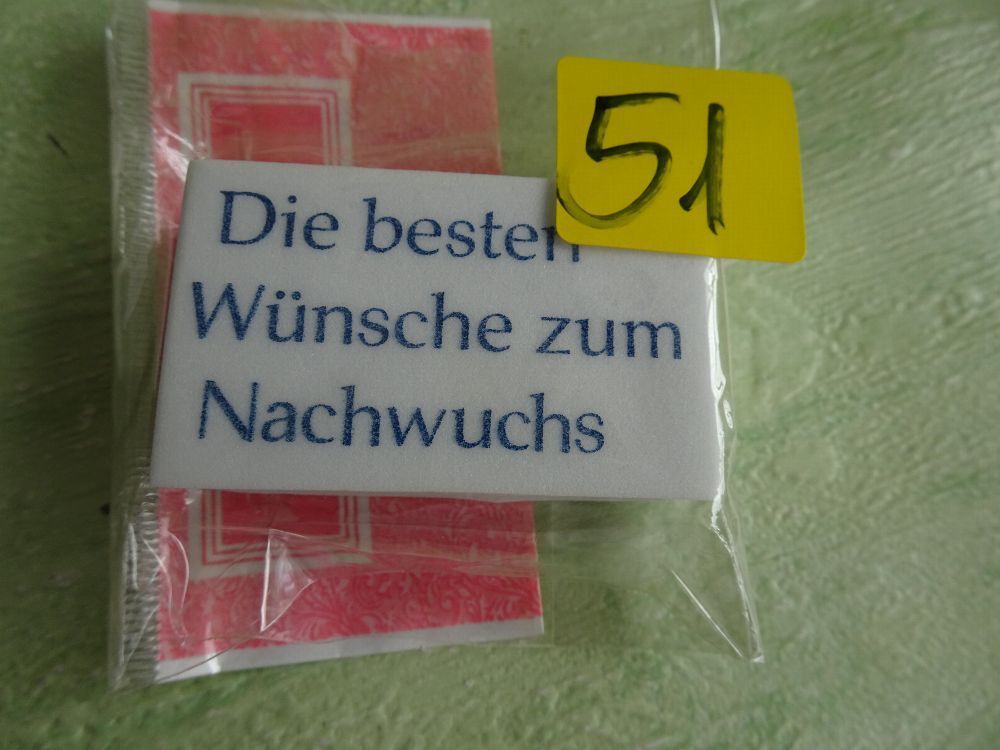 51
Die besten
Wünsche zum
Nachwuchs